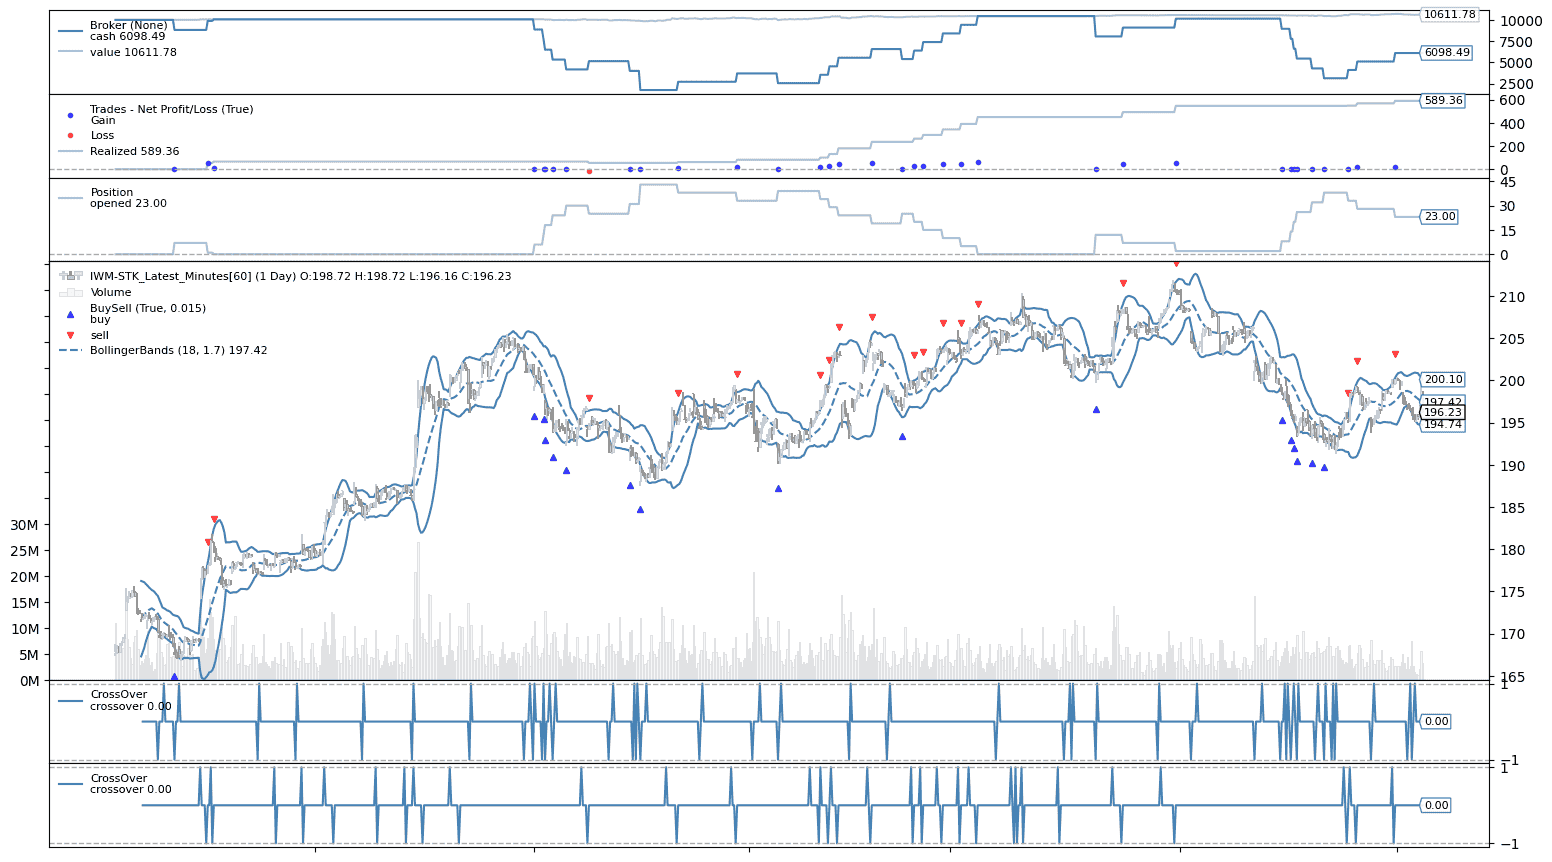 Broker (None)
cash 6098.49
value 10611.78
10611.78
6098.49
10000
7500
5000
2500
Trades - Net Profit/Loss (True)
Gain
Loss
Realized 589.36
589.36
600
400
200
0
Position
opened 23.00
23.00
45
30
15
0
IWM-STK_Latest_Minutes[60] (1 Day) O:198.72 H:198.72 L:196.16 C:196.23
Volume
BuySell (True, 0.015)
buy
sell
BollingerBands (18, 1.7) 197.42
200.10
197.42
196.23
194.74
210
205
200
195
190
185
180
175
170
165
30M
25M
20M
15M
10M
5M
0M
CrossOver
crossover 0.00
0.00
1
−1
CrossOver
crossover 0.00
0.00
1
−1